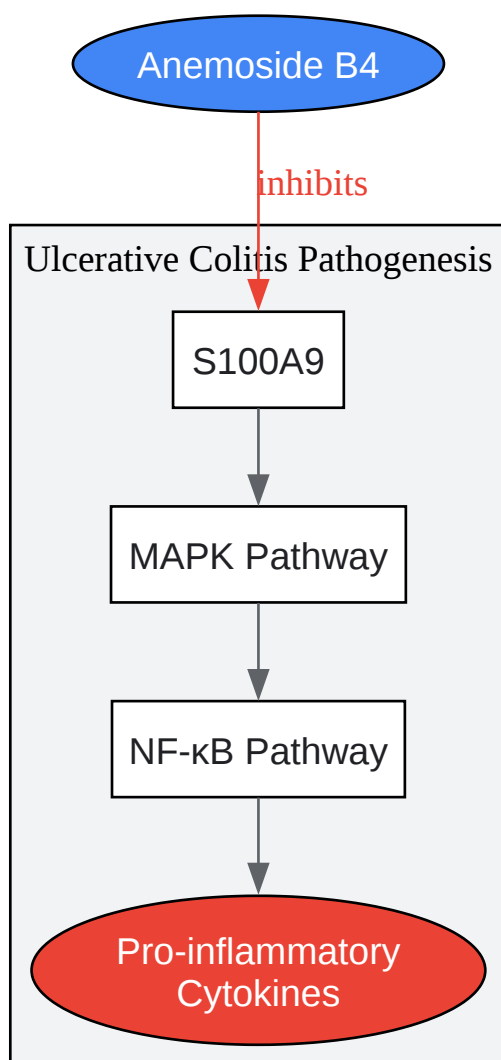 Anemoside B4
inhibits
Ulcerative Colitis Pathogenesis
S100A9
MAPK Pathway
NF-κB Pathway
Pro-inflammatory
Cytokines